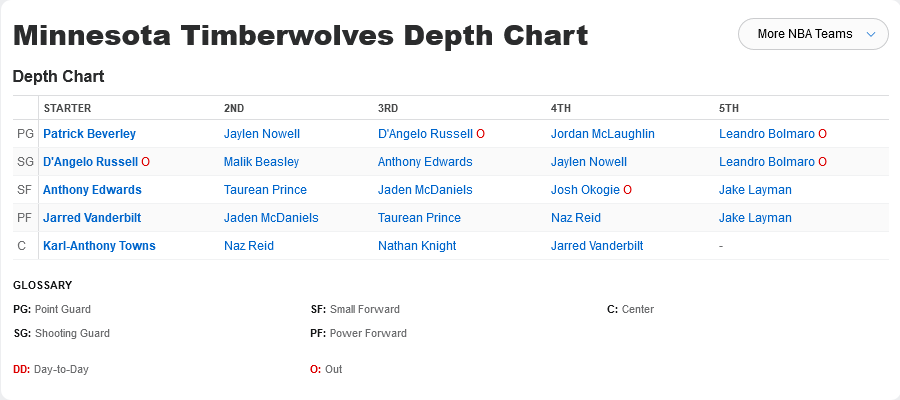 Minnesota Timberwolves Depth Chart
More NBA Teams
Depth Chart
STARTER 2ND 3RD 4TH 5TH
PG Patrick Beverley Jaylen Nowell D'Angelo Russell O Jordan McLaughlin Leandro Bolmaro O
SG D'Angelo Russell O Malik Beasley Anthony Edwards Jaylen Nowell Leandro Bolmaro O
SF Anthony Edwards Taurean Prince Jaden McDaniels Josh Okogie O Jake Layman
PF Jarred Vanderbilt Jaden McDaniels Taurean Prince Naz Reid Jake Layman
C Karl-Anthony Towns Naz Reid Nathan Knight Jarred Vanderbilt -
GLOSSARY
PG: Point Guard SF: Small Forward C: Center
SG: Shooting Guard PF: Power Forward
DD: Day-to-Day O: Out